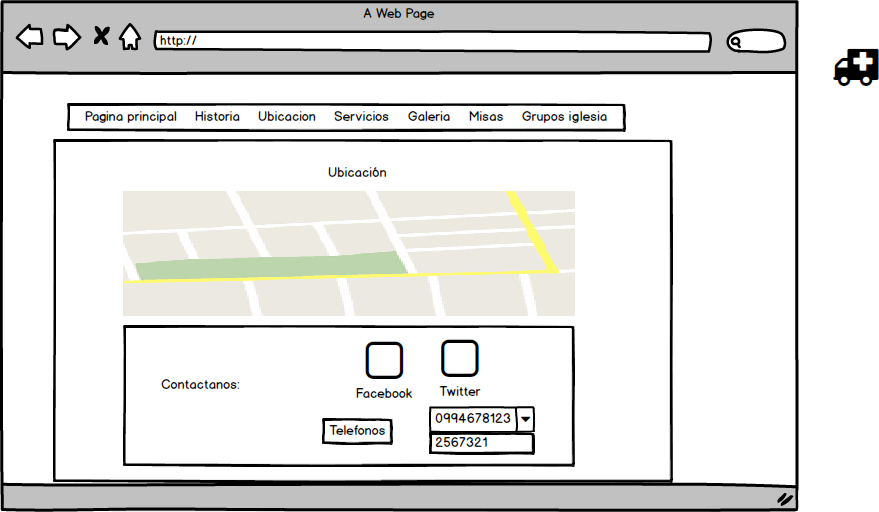 A Web Page
http://
Pagina principal Historia Ubicacion Servicios Galeria Misas Grupos iglesia
Ubicación
Contactanos:
Facebook Twitter
Telefonos 0994678123
2567321